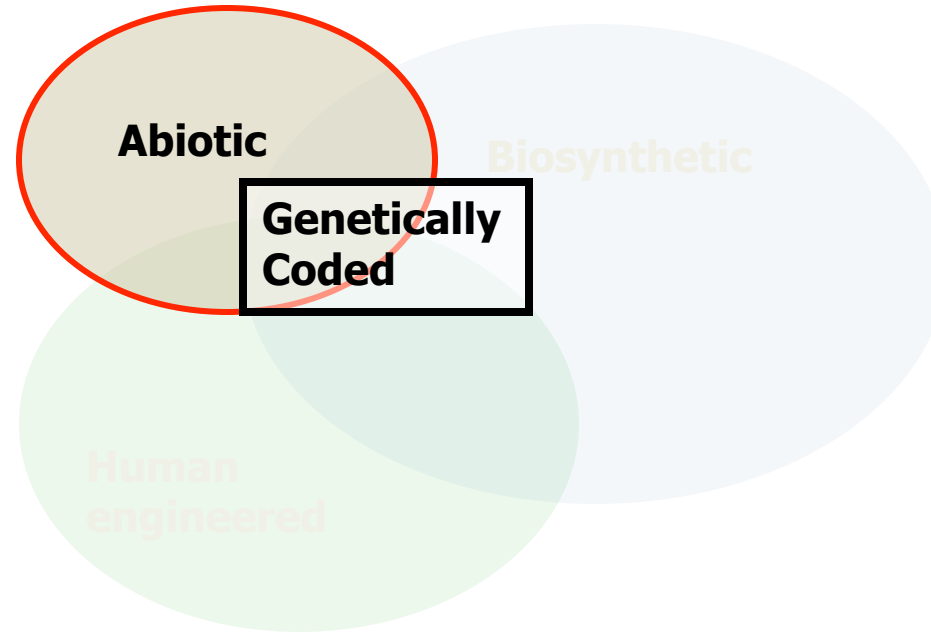 Abiotic
Biosynthetic
Genetically
Coded
Human
engineered